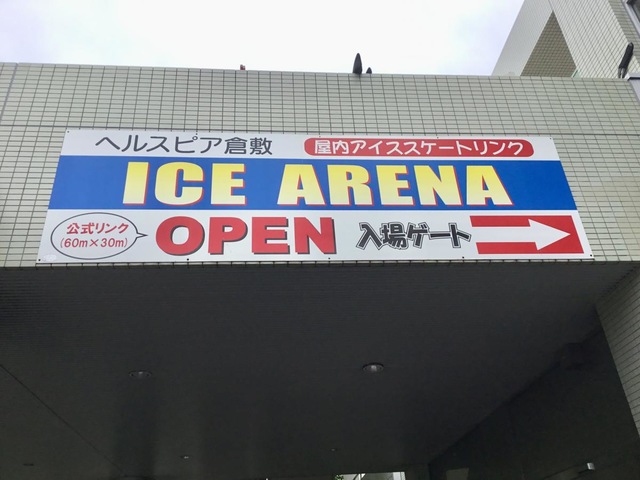 ヘルスピア倉敷 屋内アイススケートリンク
ICE ARENA
公式リンク
(60m×30m)
OPEN 入場ゲート